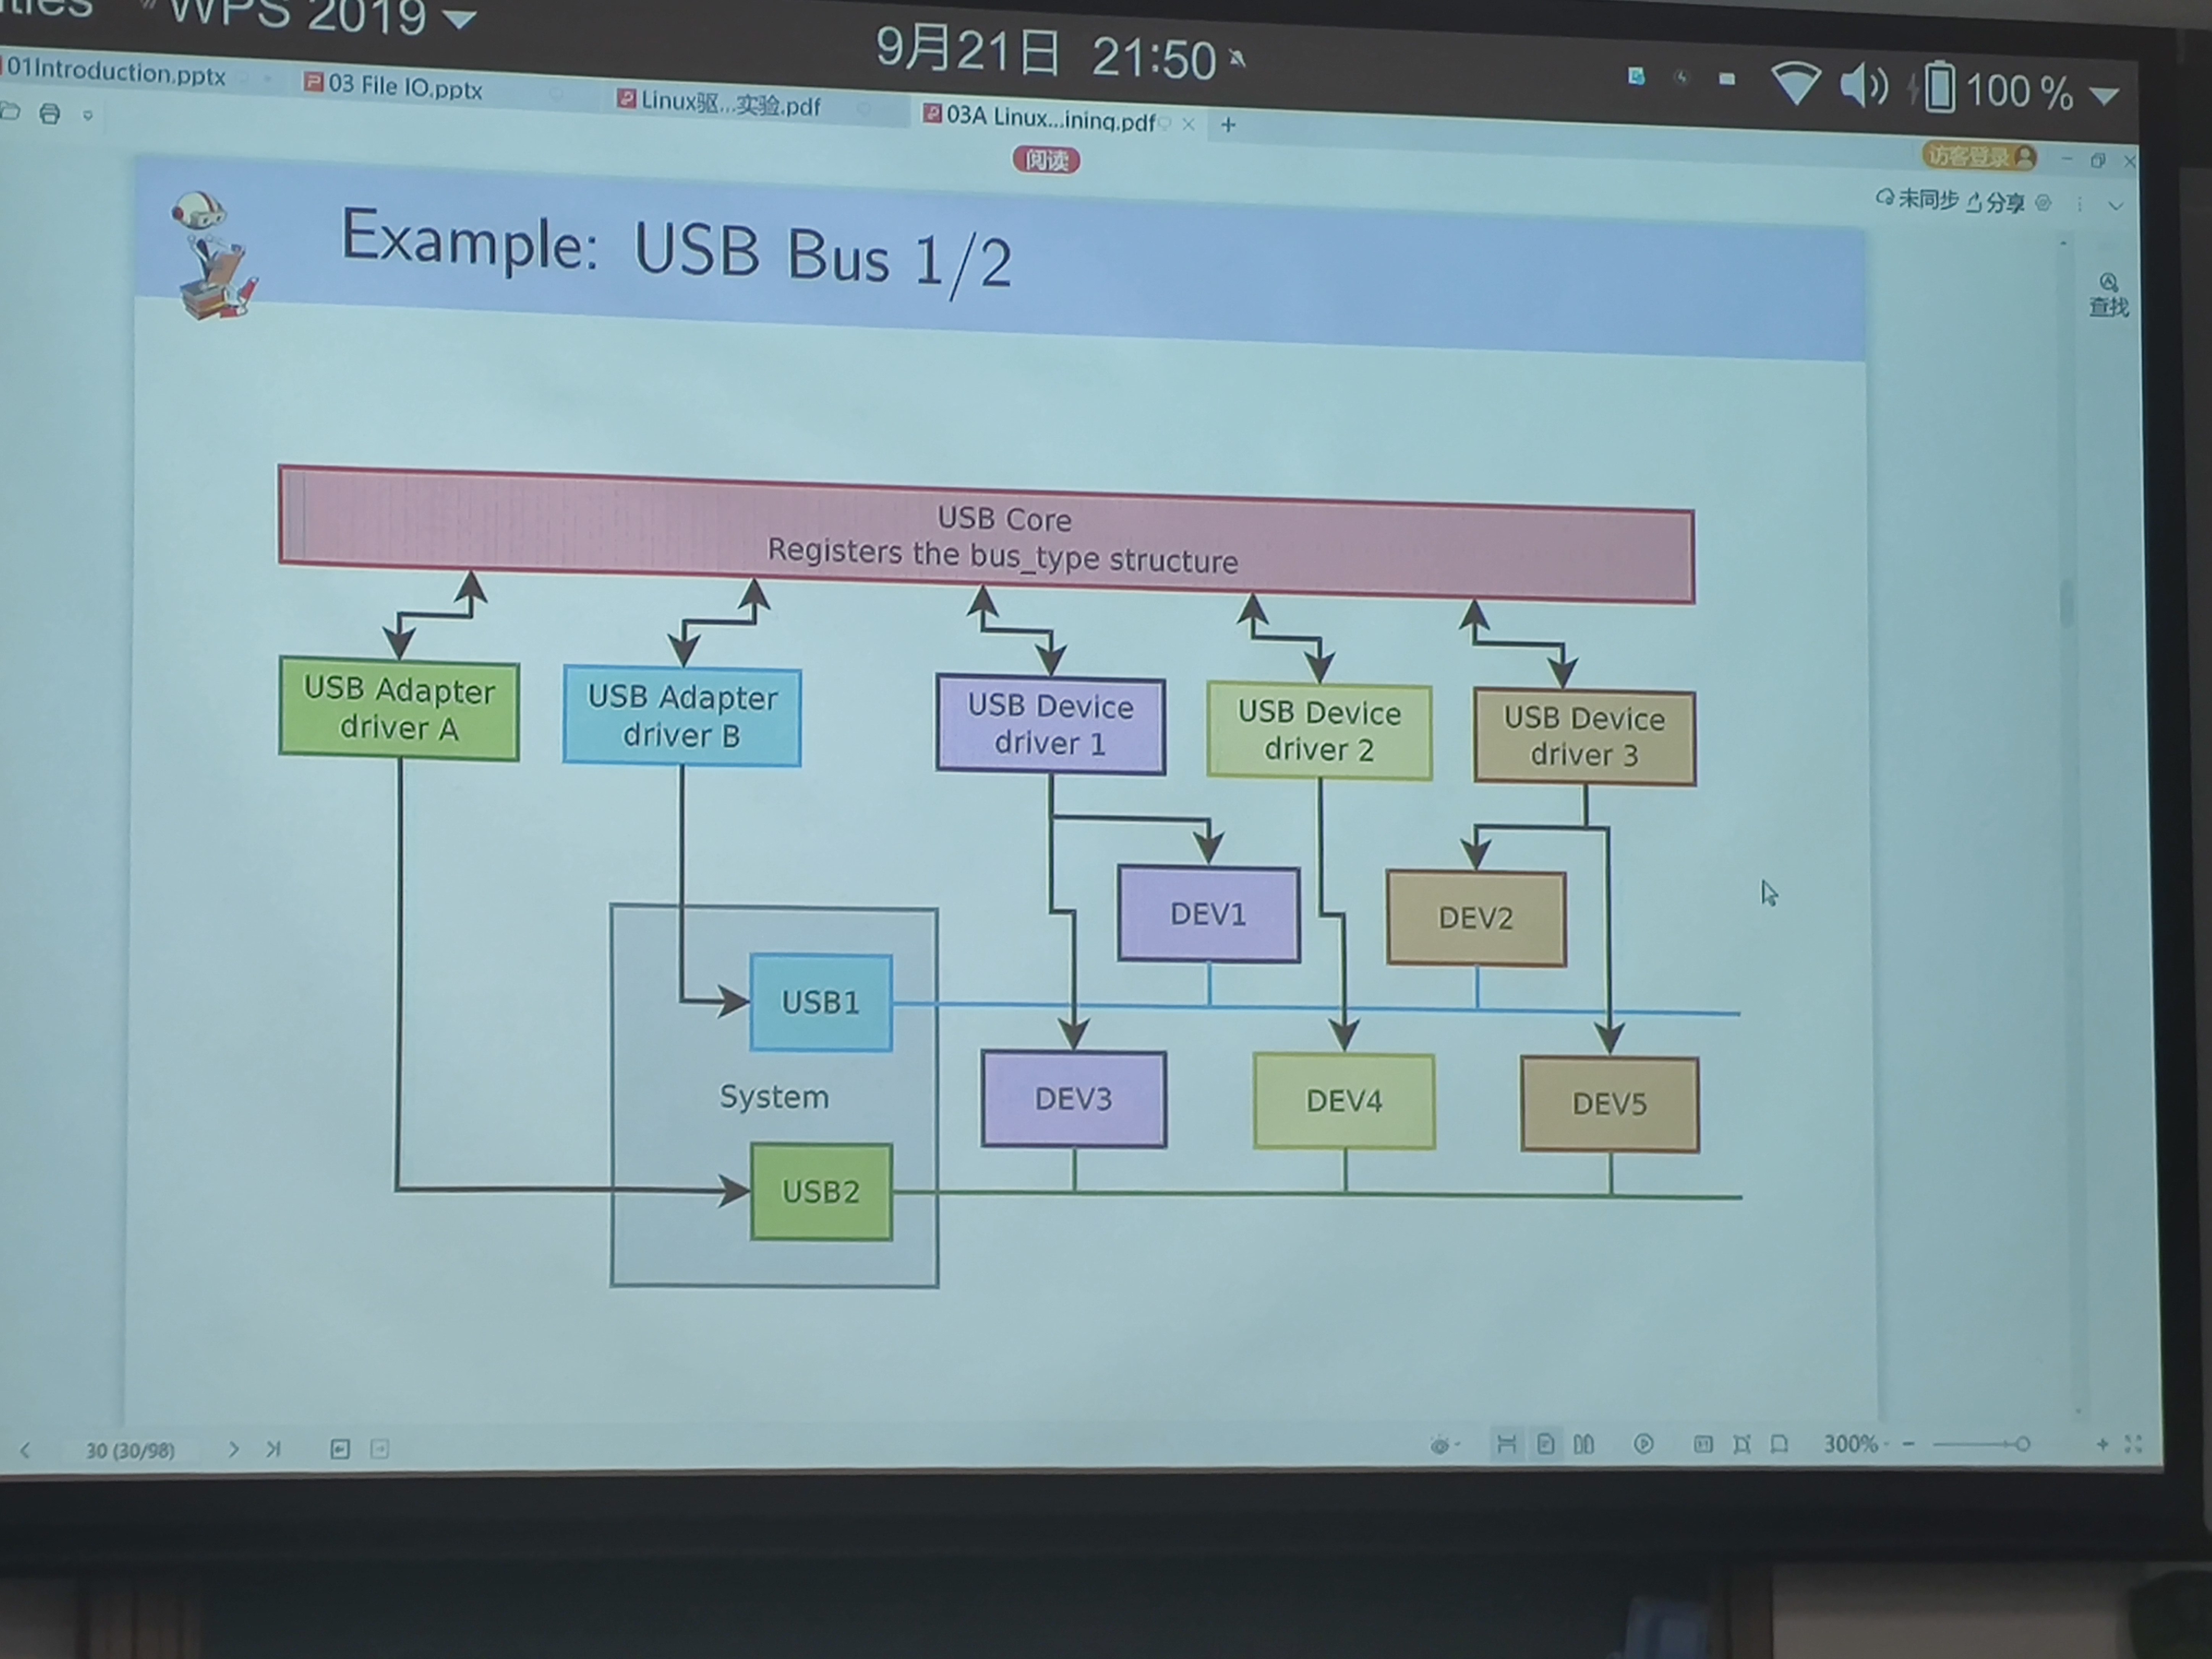 WPS 2019
9月21日 21:50
100 %
01Introduction.pptx
03 File IO.pptx
Linux驱...实验.pdf
03A Linux...ining.pdf
阅读
访客登录
未同步
分享
查找
Example: USB Bus 1/2
USB Core
Registers the bus_type structure
USB Adapter
driver A
USB Adapter
driver B
USB Device
driver 1
USB Device
driver 2
USB Device
driver 3
DEV1
DEV2
USB1
System
DEV3
DEV4
DEV5
USB2
30 (30/98)
300%